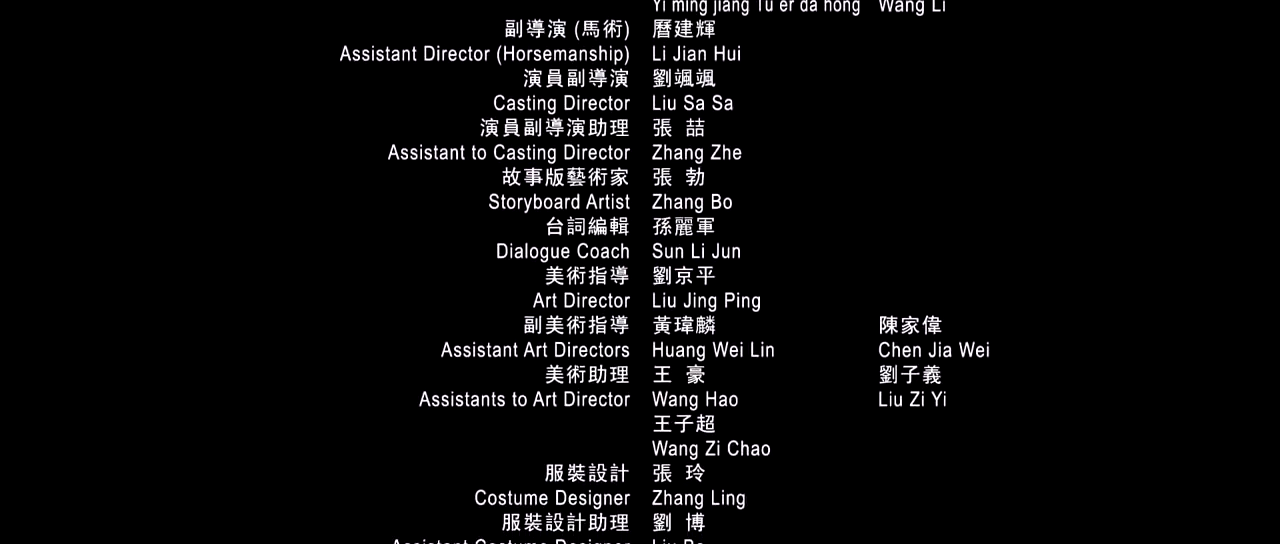 Yi ming jiang Tu er da hong Wang Li
副導演 (馬術) 曆建輝
Assistant Director (Horsemanship) Li Jian Hui
演員副導演 劉颯颯
Casting Director Liu Sa Sa
演員副導演助理 張 喆
Assistant to Casting Director Zhang Zhe
故事版藝術家 張 勃
Storyboard Artist Zhang Bo
台詞編輯 孫麗軍
Dialogue Coach Sun Li Jun
美術指導 劉京平
Art Director Liu Jing Ping
副美術指導 黃瑋麟 陳家偉
Assistant Art Directors Huang Wei Lin Chen Jia Wei
美術助理 王 豪 劉子義
Assistants to Art Director Wang Hao Liu Zi Yi
王子超
Wang Zi Chao
服裝設計 張 玲
Costume Designer Zhang Ling
服裝設計助理 劉 博
Assistant Costume Designer Liu Bo